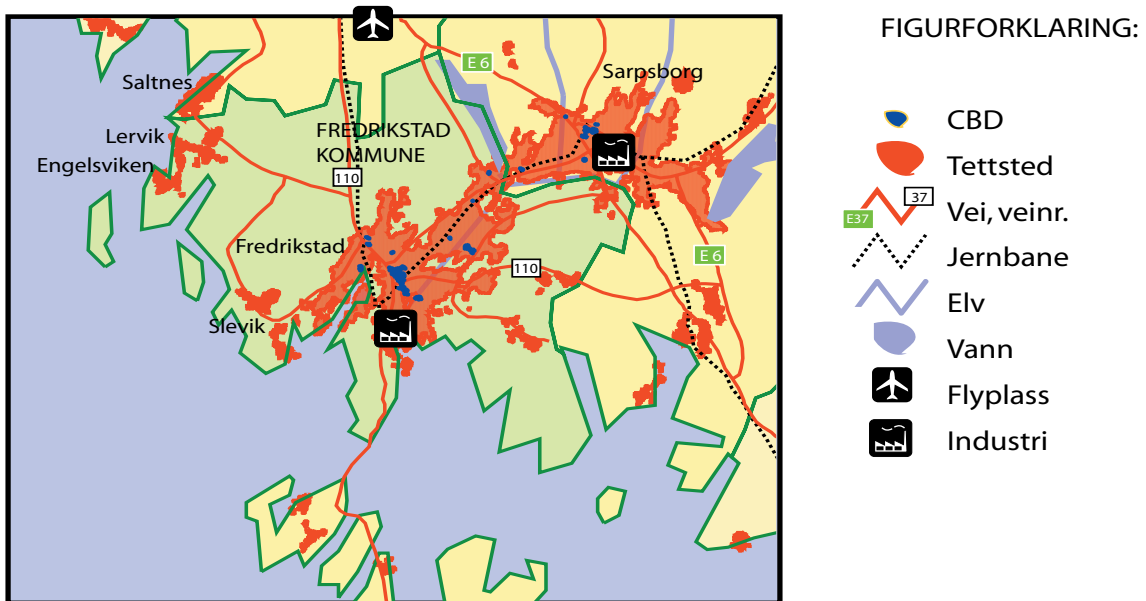 FIGURFORKLARING:
E 6
Sarpsborg
Saltnes
Lervik
Engelsviken
FREDRIKSTAD
KOMMUNE
110
Fredrikstad
E 6
110
Slevik
CBD
Tettsted
E37
37
Vei, veinr.
Jernbane
Elv
Vann
Flyplass
Industri